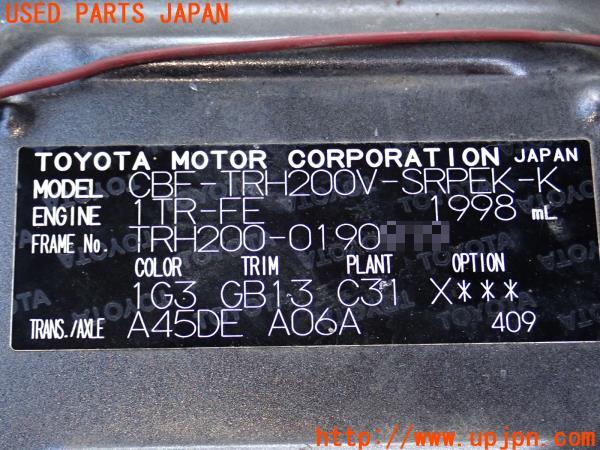 USED PARTS JAPAN
TOYOTA MOTOR CORPORATION JAPAN
MODEL CBF-TRH200V-SRPEK-K
ENGINE 1TR-FE 1998 mL
FRAME No. TRH200-0190
COLOR TRIM PLANT OPTION
1G3 GB13 C31 X***
TRANS./AXLE A45DE A06A 409
http://www.upjpn.com